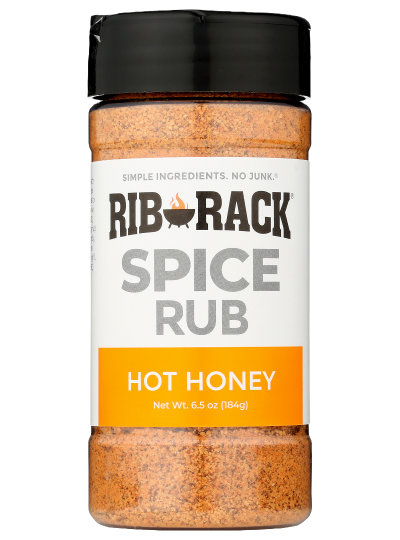 SIMPLE INGREDIENTS. NO JUNK.®
RIB RACK®
SPICE
RUB
HOT HONEY
Net Wt. 6.5 oz (184g)